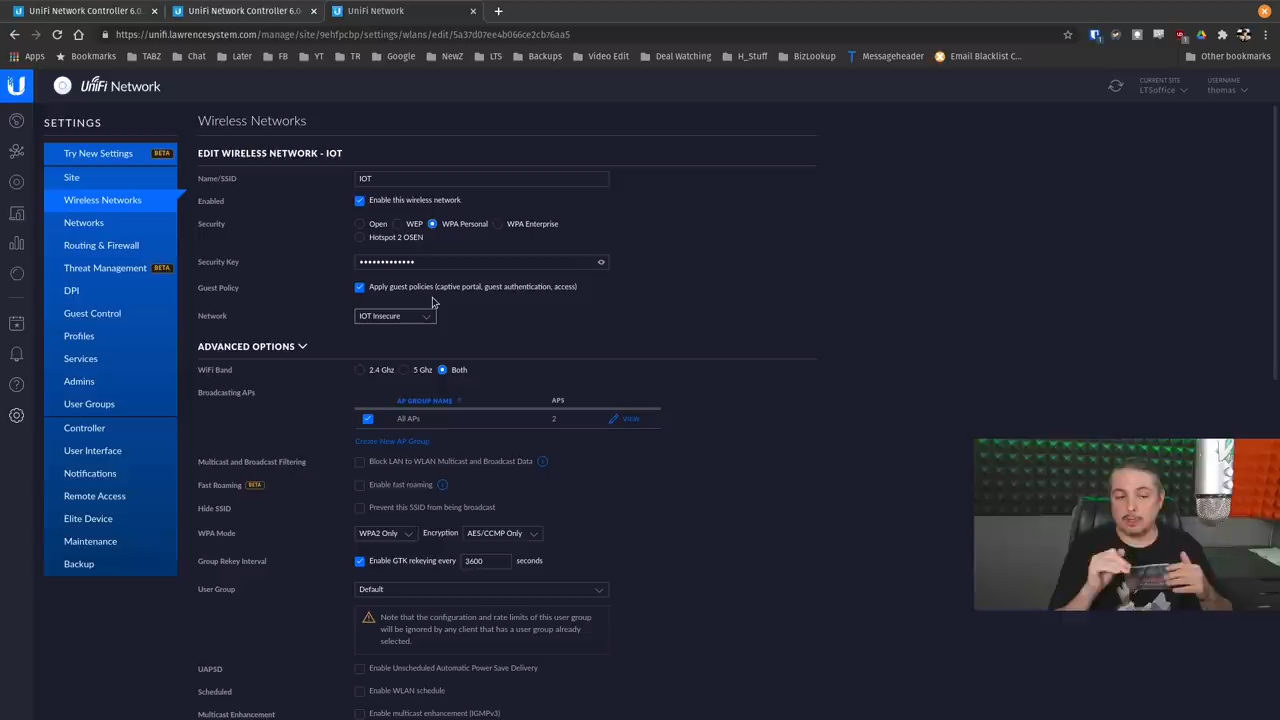 UniFi Network Controller 6.0.
UniFi Network Controller 6.0
UniFi Network
https://unifi.lawrencesystem.com/manage/site/9ehfpcbp/settings/wlans/edit/5a37d07ee4b066ce2cb76aa5
Apps
Bookmarks
TABZ
Chat
Later
FB
YT
TR
Google
NewZ
LTS
Backups
Video Edit
Deal Watching
H_Stuff
BizLookup
Messageheader
Email Blacklist C...
Other bookmarks
UniFi Network
CURRENT SITE
LTSoffice
USERNAME
thomas
SETTINGS
Try New Settings BETA
Site
Wireless Networks
Networks
Routing & Firewall
Threat Management BETA
DPI
Guest Control
Profiles
Services
Admins
User Groups
Controller
User Interface
Notifications
Remote Access
Elite Device
Maintenance
Backup
Wireless Networks
EDIT WIRELESS NETWORK - IOT
Name/SSID IOT
Enabled Enable this wireless network
Security Open WEP WPA Personal WPA Enterprise
Hotspot 2 OSEN
Security Key •••••••••••••
Guest Policy Apply guest policies (captive portal, guest authentication, access)
Network IOT Insecure
ADVANCED OPTIONS
WiFi Band 2.4 Ghz 5 Ghz Both
Broadcasting APs
AP GROUP NAME APS
All APs 2 VIEW
Create New AP Group
Multicast and Broadcast Filtering Block LAN to WLAN Multicast and Broadcast Data
Fast Roaming BETA Enable fast roaming
Hide SSID Prevent this SSID from being broadcast
WPA Mode WPA2 Only Encryption AES/CCMP Only
Group Rekey Interval Enable GTK rekeying every 3600 seconds
User Group Default
Note that the configuration and rate limits of this user group
will be ignored by any client that has a user group already
selected.
UAPSD Enable Unscheduled Automatic Power Save Delivery
Scheduled Enable WLAN schedule
Multicast Enhancement Enable multicast enhancement (IGMPv3)